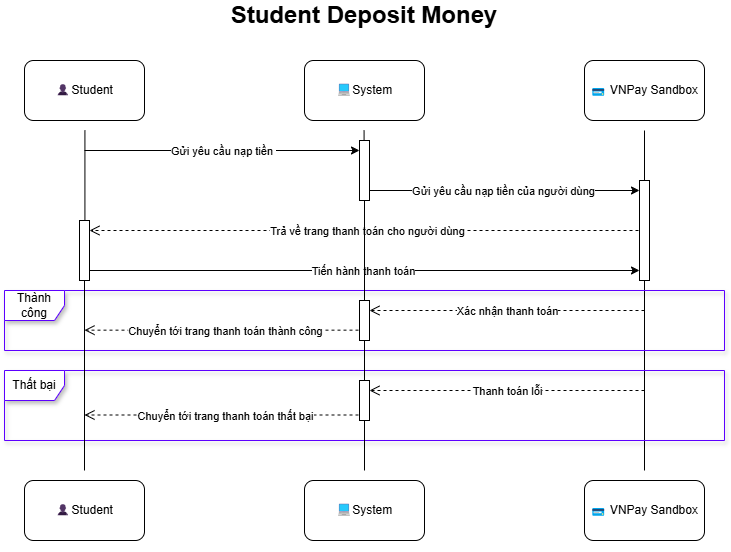 Student Deposit Money
Student
System
VNPay Sandbox
Gửi yêu cầu nạp tiền
Gửi yêu cầu nạp tiền của người dùng
Trả về trang thanh toán cho người dùng
Tiến hành thanh toán
Thành
công
Xác nhận thanh toán
Chuyển tới trang thanh toán thành công
Thất bại
Thanh toán lỗi
Chuyển tới trang thanh toán thất bại
Student
System
VNPay Sandbox